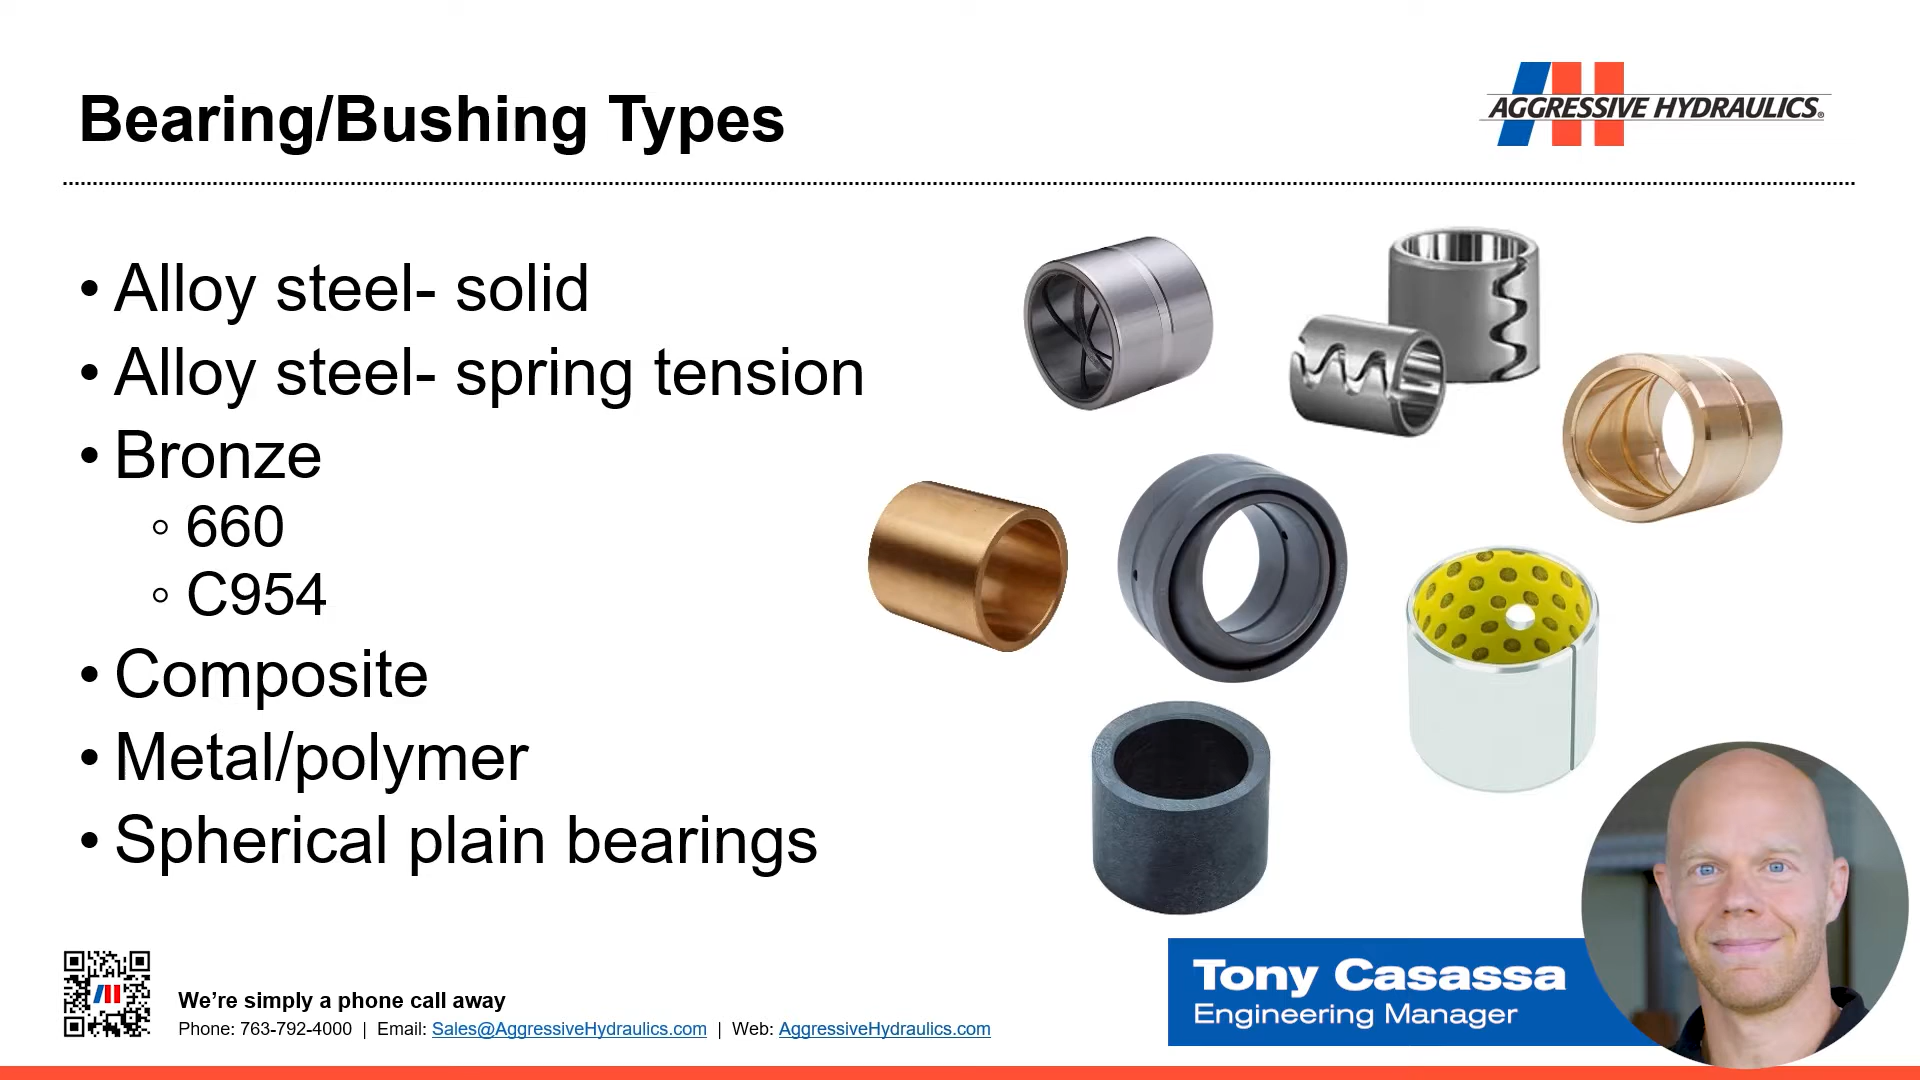 Bearing/Bushing Types
AGGRESSIVE HYDRAULICS®
• Alloy steel- solid
• Alloy steel- spring tension
• Bronze
◦ 660
◦ C954
• Composite
• Metal/polymer
• Spherical plain bearings
We’re simply a phone call away
Phone: 763-792-4000 | Email: Sales@AggressiveHydraulics.com | Web: AggressiveHydraulics.com
Tony Casassa
Engineering Manager